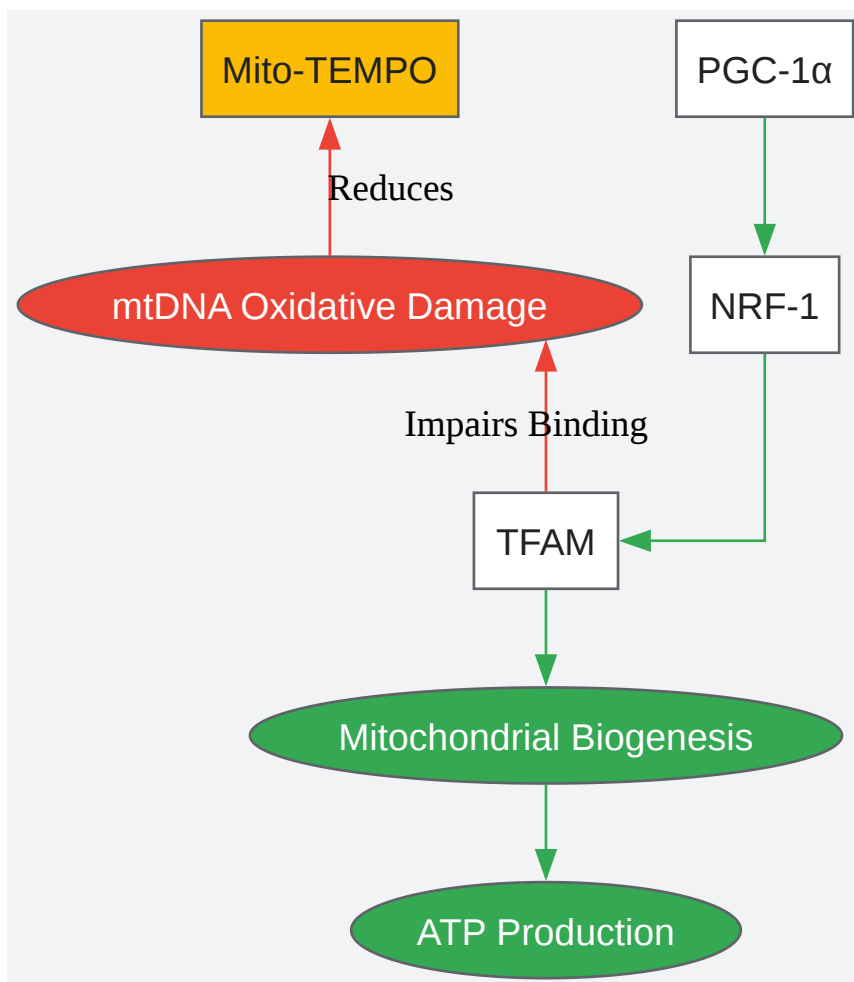 Mito-TEMPO
PGC-1α
Reduces
mtDNA Oxidative Damage
NRF-1
Impairs Binding
TFAM
Mitochondrial Biogenesis
ATP Production